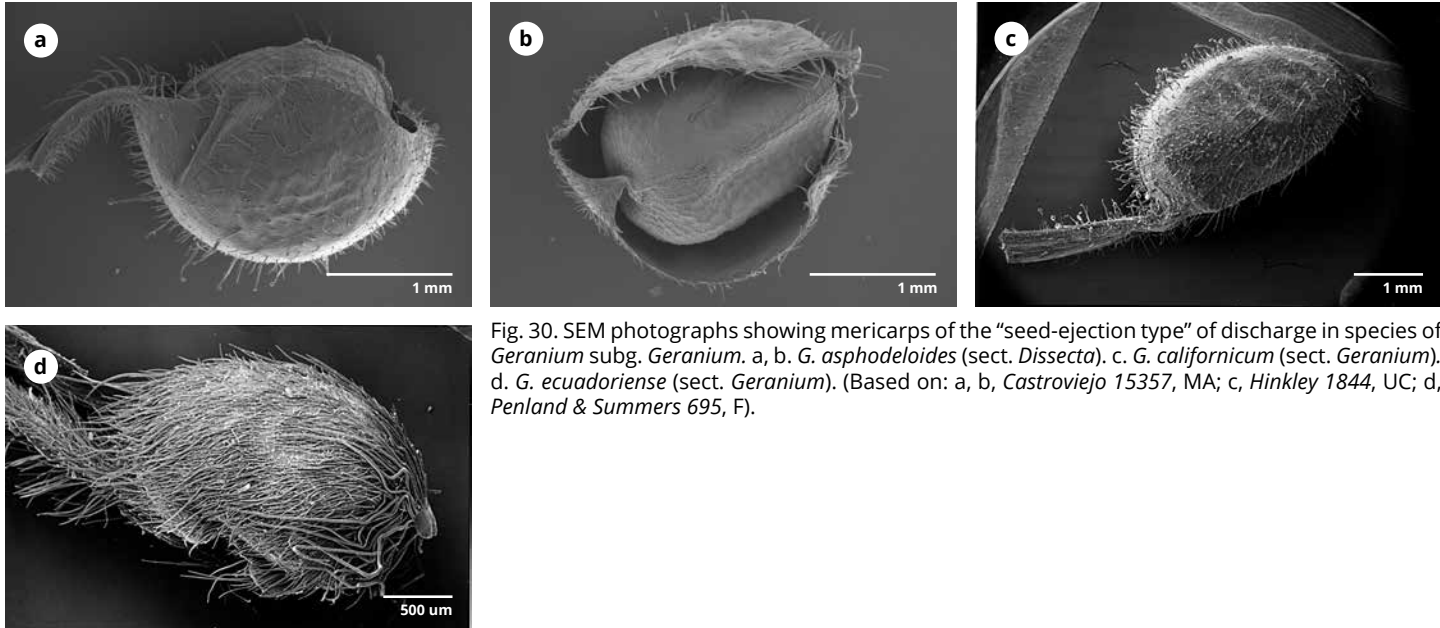 a
1 mm
b
1 mm
c
1 mm
d
500 um
Fig. 30. SEM photographs showing mericarps of the “seed-ejection type” of discharge in species of
Geranium subg. Geranium. a, b. G. asphodeloides (sect. Dissecta). c. G. californicum (sect. Geranium).
d. G. ecuadoriense (sect. Geranium). (Based on: a, b, Castroviejo 15357, MA; c, Hinkley 1844, UC; d,
Penland & Summers 695, F).